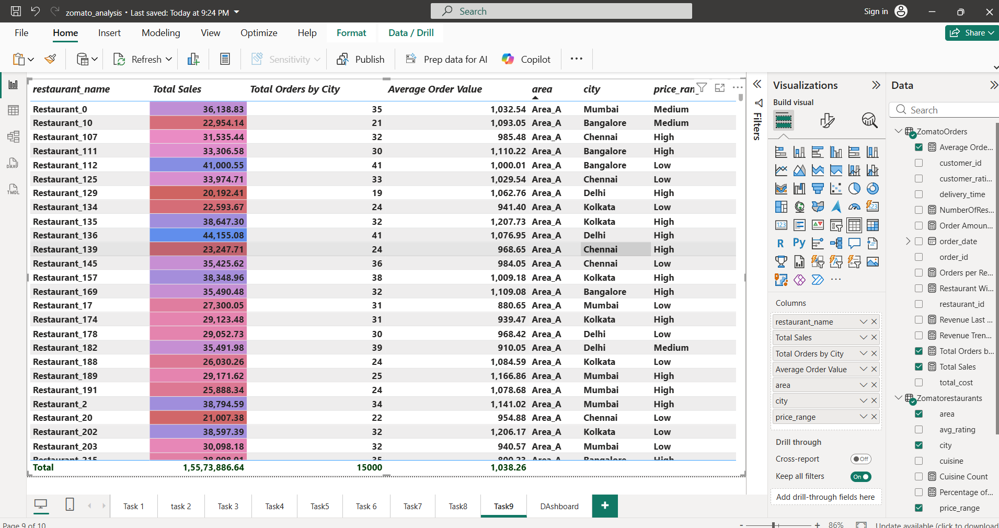 zomato_analysis • Last saved: Today at 9:24 PM
Search
Sign in
File Home Insert Modeling View Optimize Help Format Data / Drill
Share
Refresh
Sensitivity
Publish
Prep data for AI
Copilot
restaurant_name Total Sales Total Orders by City Average Order Value area city price_ran
Restaurant_0 36,138.83 35 1,032.54 Area_A Mumbai Medium
Restaurant_10 22,954.14 21 1,093.05 Area_A Bangalore Medium
Restaurant_107 31,535.44 32 985.48 Area_A Chennai High
Restaurant_111 33,306.58 30 1,110.22 Area_A Bangalore High
Restaurant_112 41,000.55 41 1,000.01 Area_A Bangalore Low
Restaurant_125 33,974.71 33 1,029.54 Area_A Chennai Low
Restaurant_129 20,192.41 19 1,062.76 Area_A Delhi High
Restaurant_134 22,593.67 24 941.40 Area_A Kolkata Low
Restaurant_135 38,647.30 32 1,207.73 Area_A Kolkata High
Restaurant_136 44,155.08 41 1,076.95 Area_A Delhi High
Restaurant_139 23,247.71 24 968.65 Area_A Chennai High
Restaurant_145 35,425.62 36 984.05 Area_A Chennai Low
Restaurant_157 38,348.96 38 1,009.18 Area_A Kolkata High
Restaurant_169 35,490.48 32 1,109.08 Area_A Bangalore High
Restaurant_17 27,300.05 31 880.65 Area_A Mumbai Low
Restaurant_174 29,123.48 31 939.47 Area_A Kolkata High
Restaurant_178 29,052.73 30 968.42 Area_A Delhi Low
Restaurant_182 35,491.98 39 910.05 Area_A Delhi Medium
Restaurant_188 26,030.26 24 1,084.59 Area_A Kolkata Low
Restaurant_189 29,171.62 25 1,166.86 Area_A Mumbai High
Restaurant_191 25,888.34 24 1,078.68 Area_A Mumbai High
Restaurant_2 38,794.59 34 1,141.02 Area_A Mumbai High
Restaurant_20 21,007.38 22 954.88 Area_A Chennai Low
Restaurant_202 38,597.39 32 1,206.17 Area_A Kolkata Low
Restaurant_203 30,098.18 32 940.57 Area_A Mumbai Low
Restaurant_215 28,008.01 35 800.23 Area_A Bangalore High
Total 1,55,73,886.64 15000 1,038.26
DAX
TMDL
Filters
Visualizations
Build visual
123
123
R
Py
Columns
restaurant_name
Total Sales
Total Orders by City
Average Order Value
area
city
price_range
Drill through
Cross-report Off
Keep all filters On
Add drill-through fields here
Data
Search
ZomatoOrders
Average Orde...
customer_id
customer_rati...
delivery_time
NumberOfRes...
Order Amoun...
order_date
order_id
Orders per Re...
Restaurant Wi...
restaurant_id
Revenue Last ...
Revenue Tren...
Total Orders b...
Total Sales
total_cost
Zomatorestaurants
area
avg_rating
city
cuisine
Cuisine Count
Percentage of...
price_range
Task 1 task 2 Task 3 Task4 Task5 Task 6 Task7 Task8 Task9 DAshboard
Page 9 of 10
- + 86%
Update available (click to download